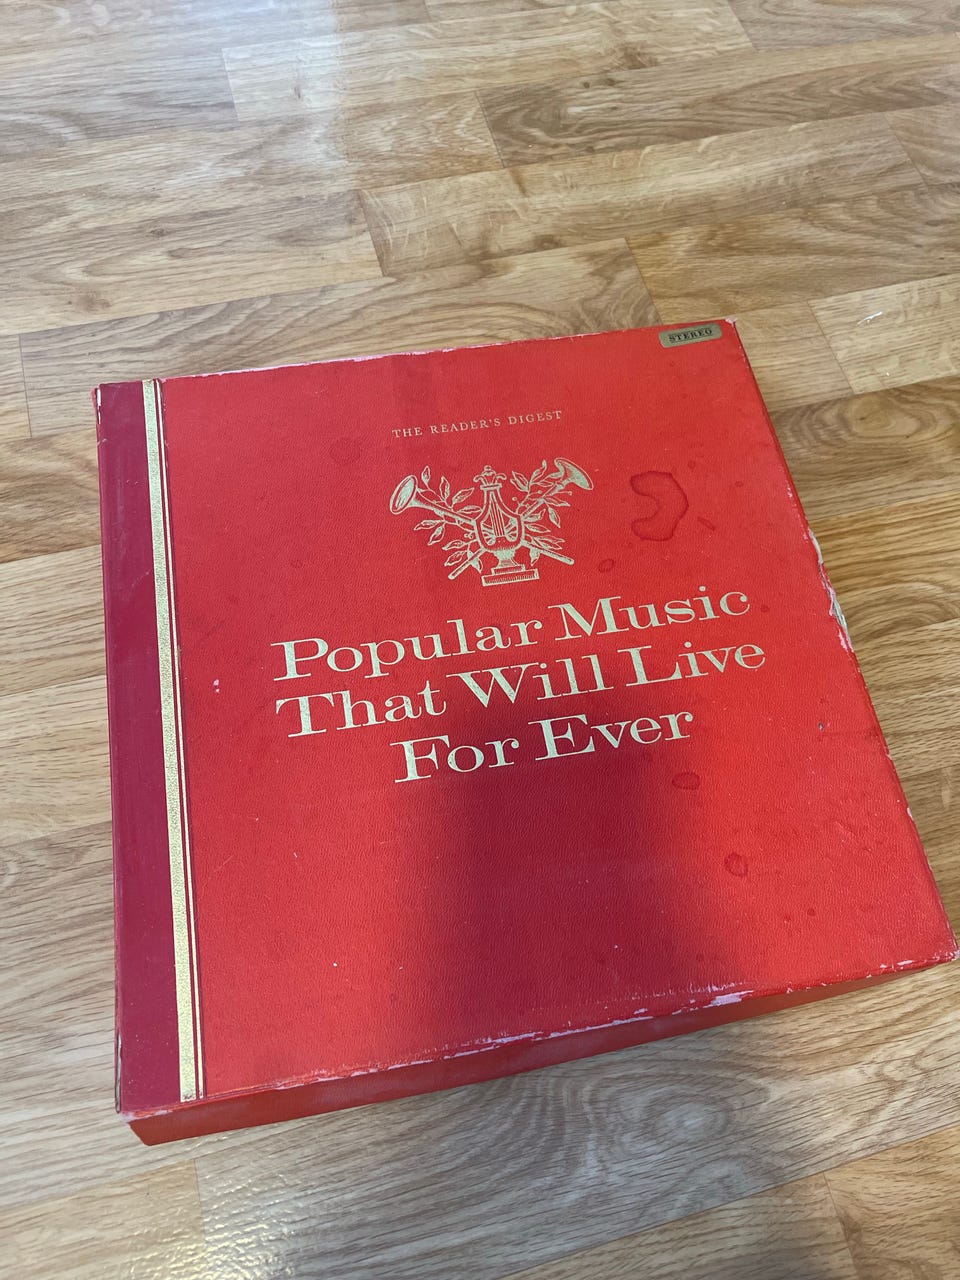 STEREO
THE READER'S DIGEST
Popular Music
That Will Live
For Ever